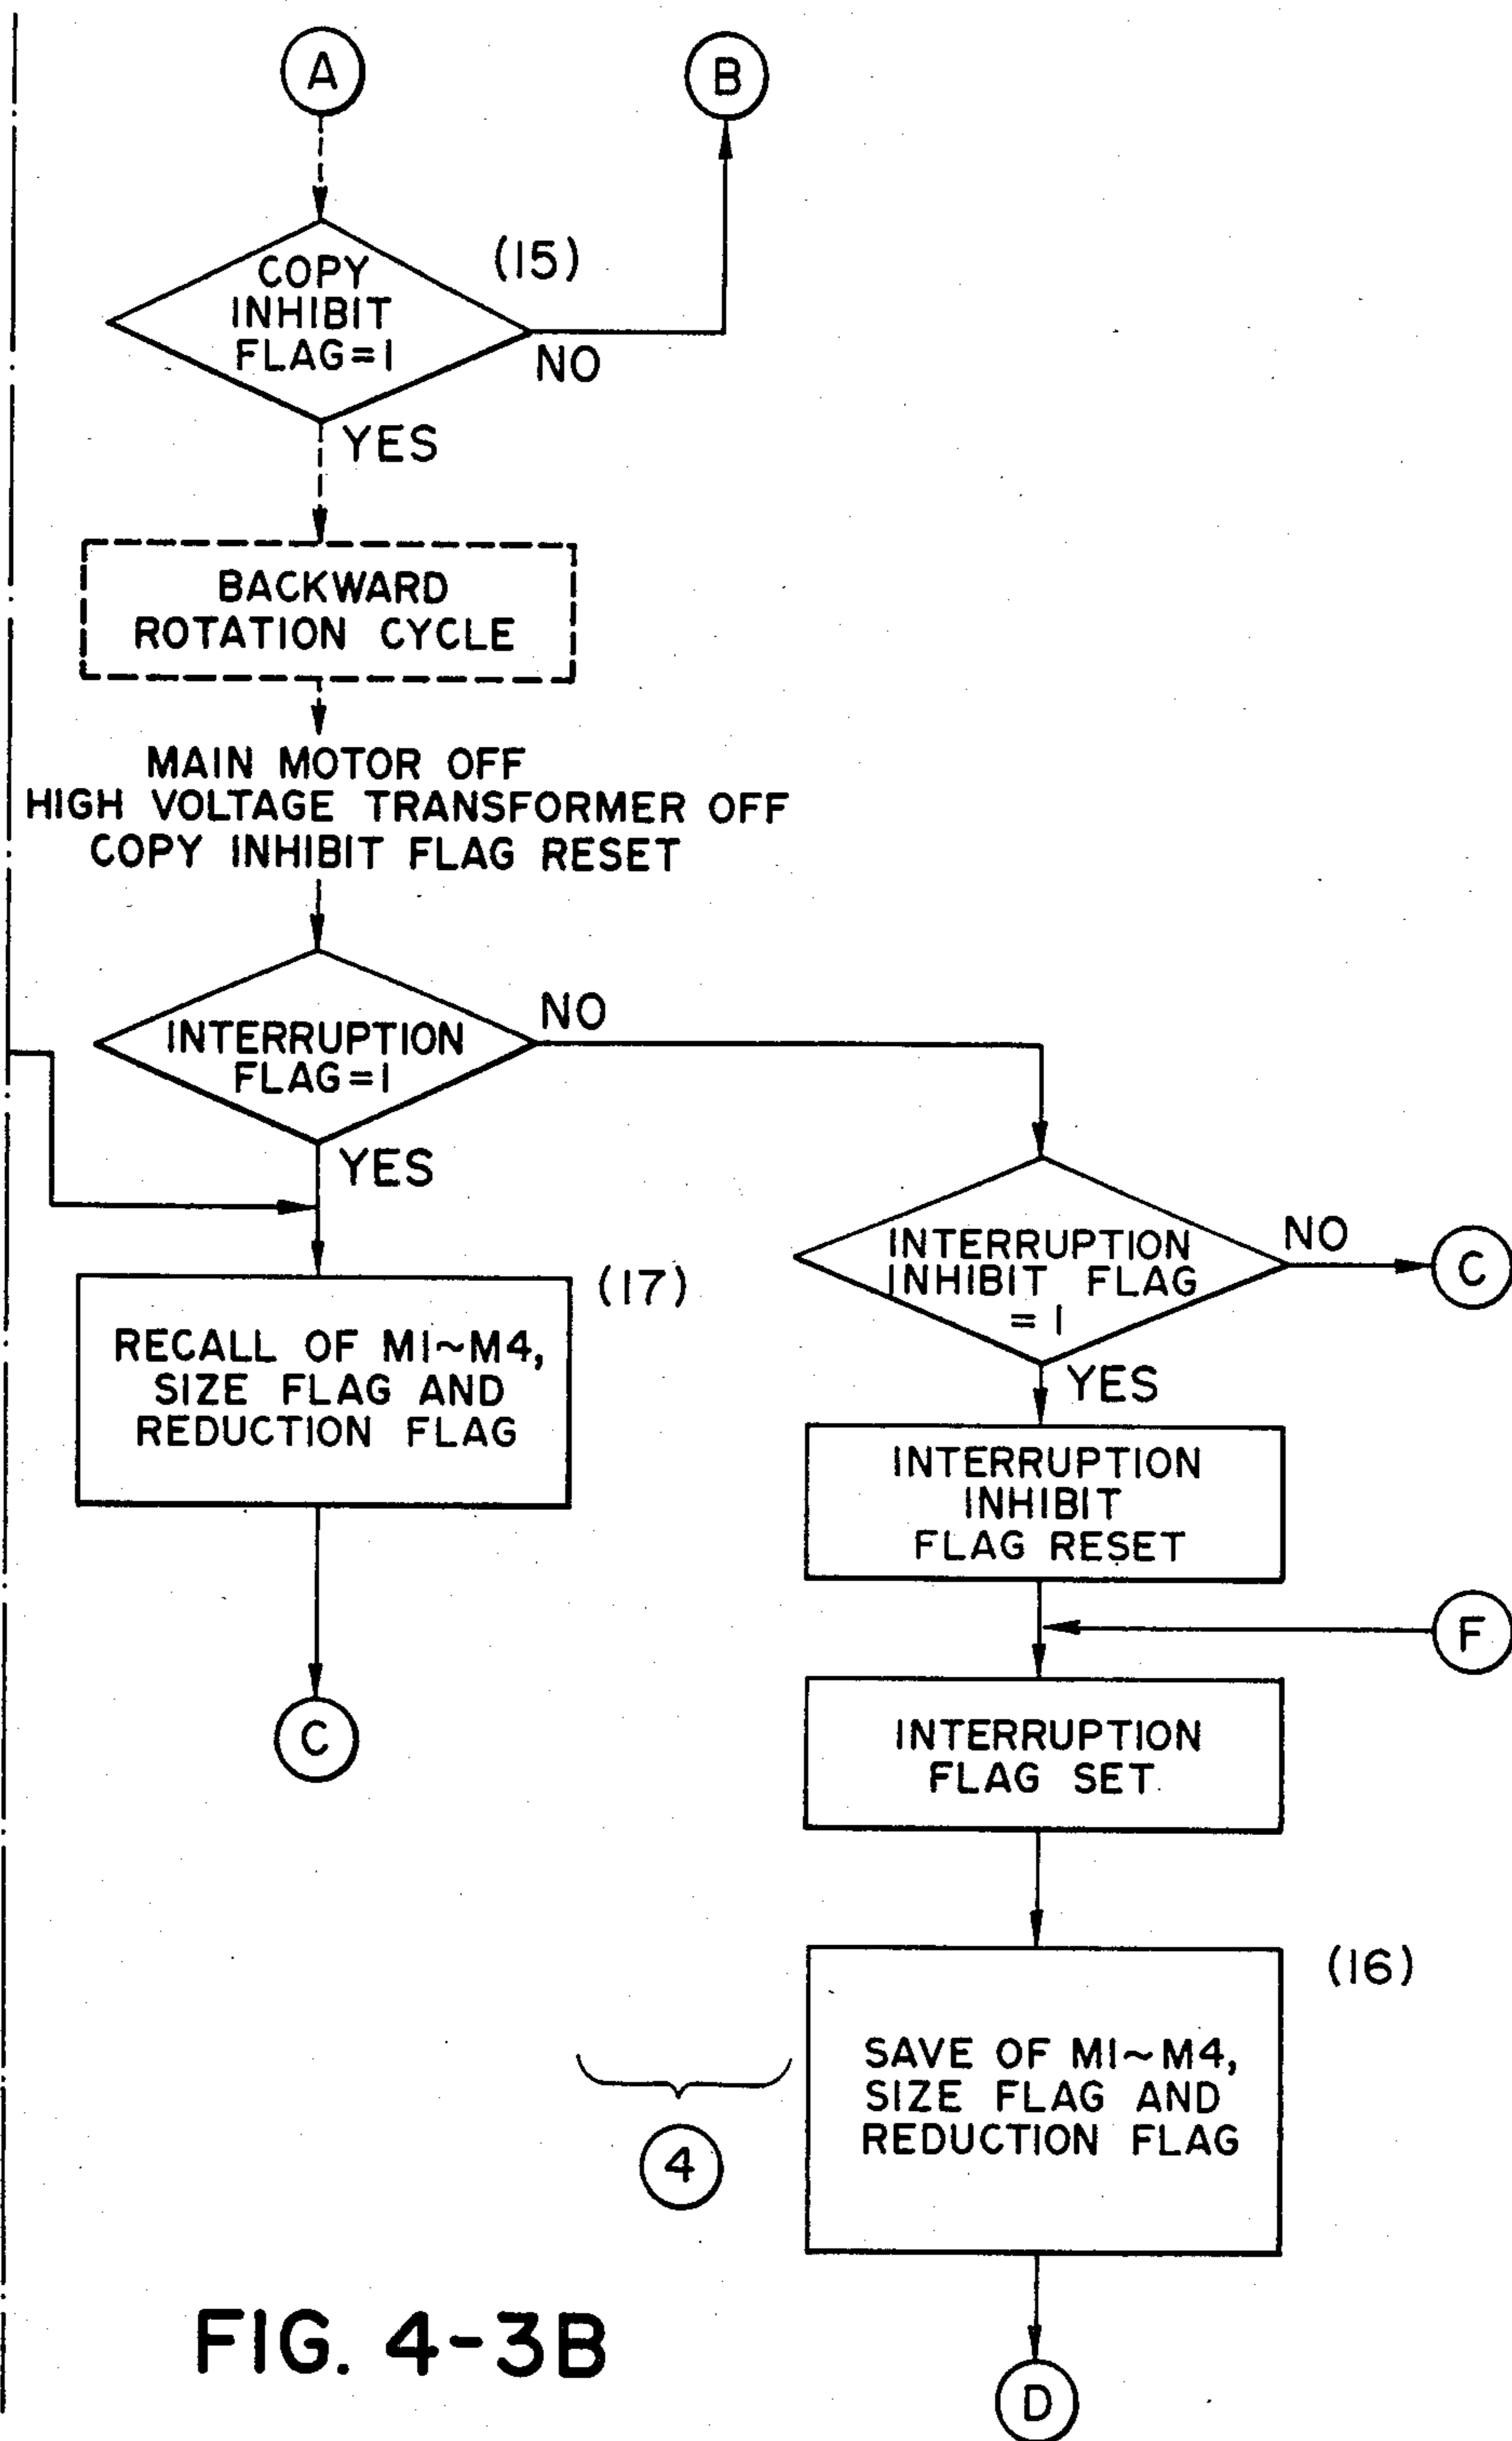 A
B
COPY
INHIBIT
FLAG=1
(15)
NO
YES
BACKWARD
ROTATION CYCLE
MAIN MOTOR OFF
HIGH VOLTAGE TRANSFORMER OFF
COPY INHIBIT FLAG RESET
INTERRUPTION
FLAG=1
NO
YES
INTERRUPTION
INHIBIT FLAG
=1
NO
C
YES
RECALL OF M1~M4,
SIZE FLAG AND
REDUCTION FLAG
(17)
C
INTERRUPTION
INHIBIT
FLAG RESET
F
INTERRUPTION
FLAG SET
SAVE OF M1~M4,
SIZE FLAG AND
REDUCTION FLAG
(16)
4
D
FIG. 4-3B